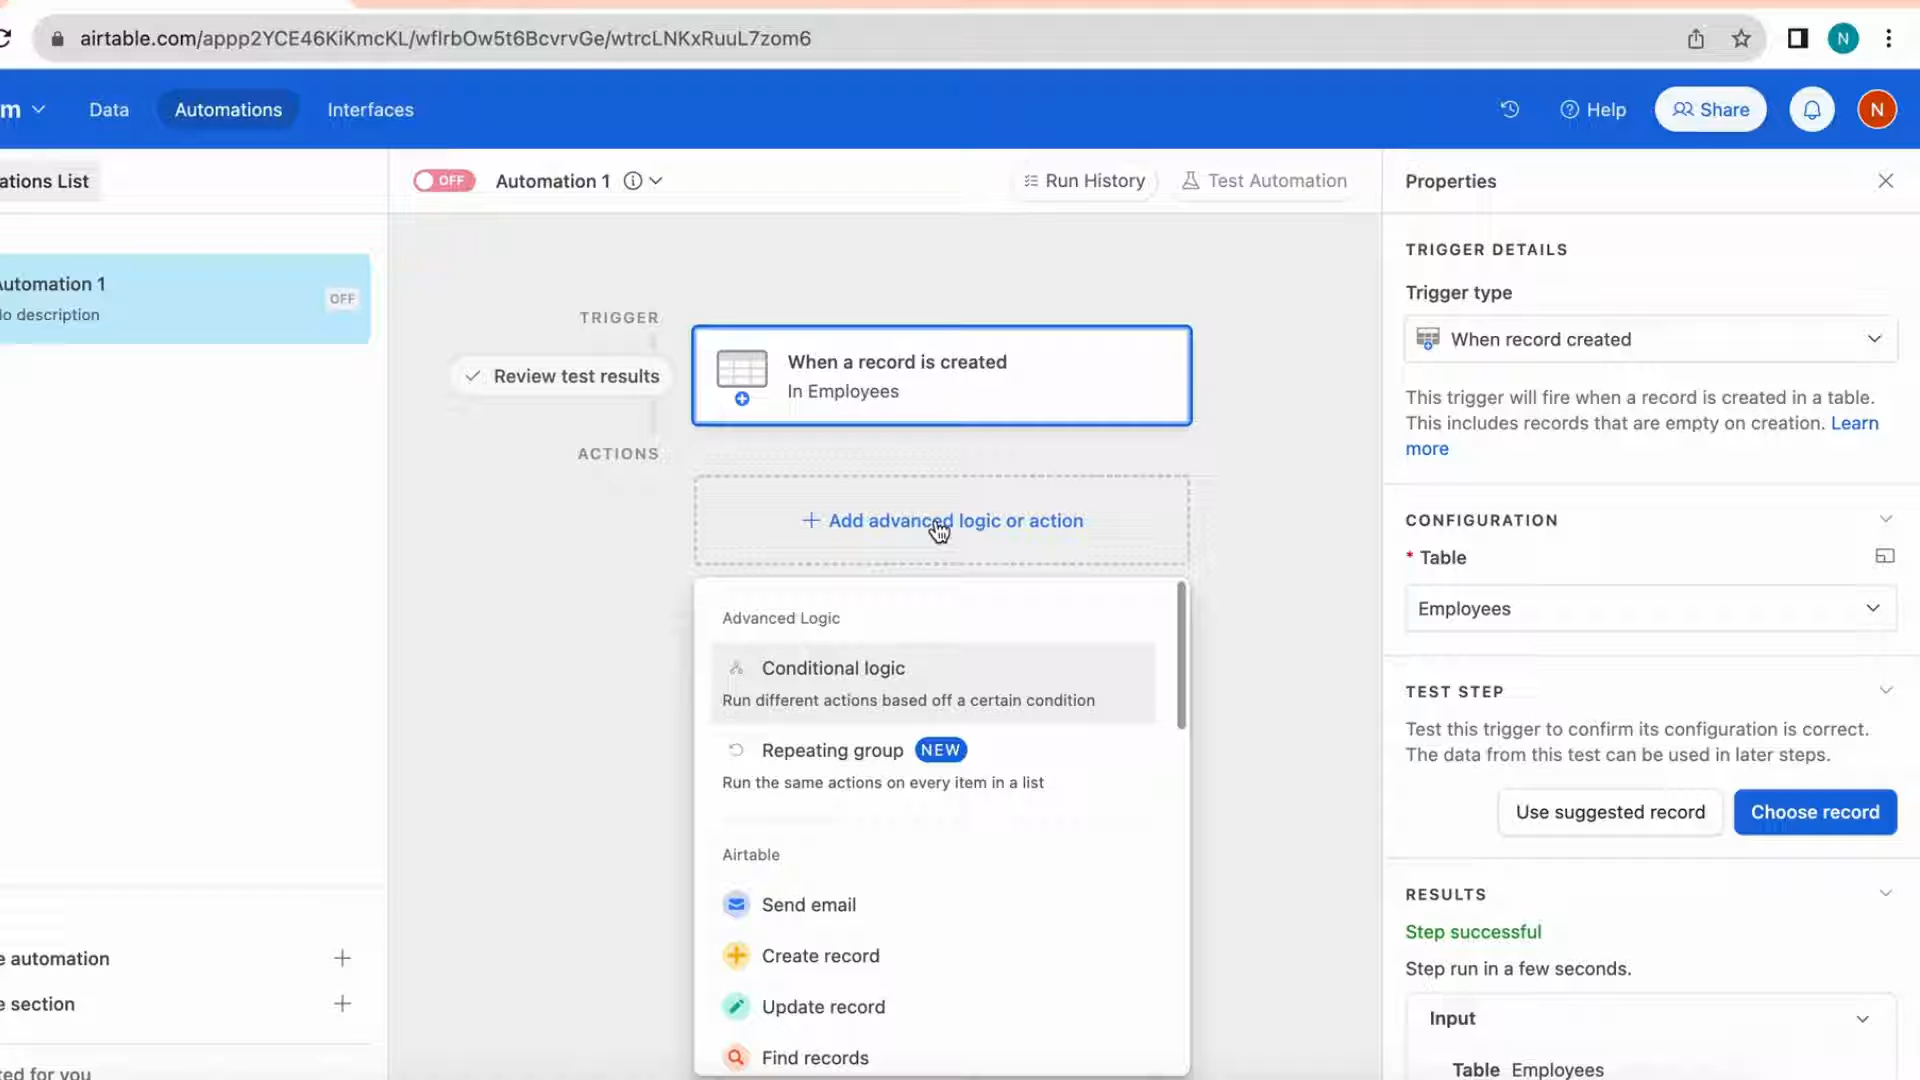 airtable.com/appp2YCE46KiKmcKL/wflrbOw5t6BcvrvGe/wtrcLNKxRuuL7zom6
N
m
Data
Automations
Interfaces
Help
Share
N
ations List
OFF
Automation 1
Run History
Test Automation
Properties
Automation 1
OFF
No description
TRIGGER
Review test results
When a record is created
In Employees
ACTIONS
+ Add advanced logic or action
Advanced Logic
Conditional logic
Run different actions based off a certain condition
Repeating group NEW
Run the same actions on every item in a list
Airtable
Send email
Create record
Update record
Find records
TRIGGER DETAILS
Trigger type
When record created
This trigger will fire when a record is created in a table.
This includes records that are empty on creation. Learn
more
CONFIGURATION
* Table
Employees
TEST STEP
Test this trigger to confirm its configuration is correct.
The data from this test can be used in later steps.
Use suggested record
Choose record
RESULTS
Step successful
Step run in a few seconds.
Input
Table Employees
e automation
e section
ted for you